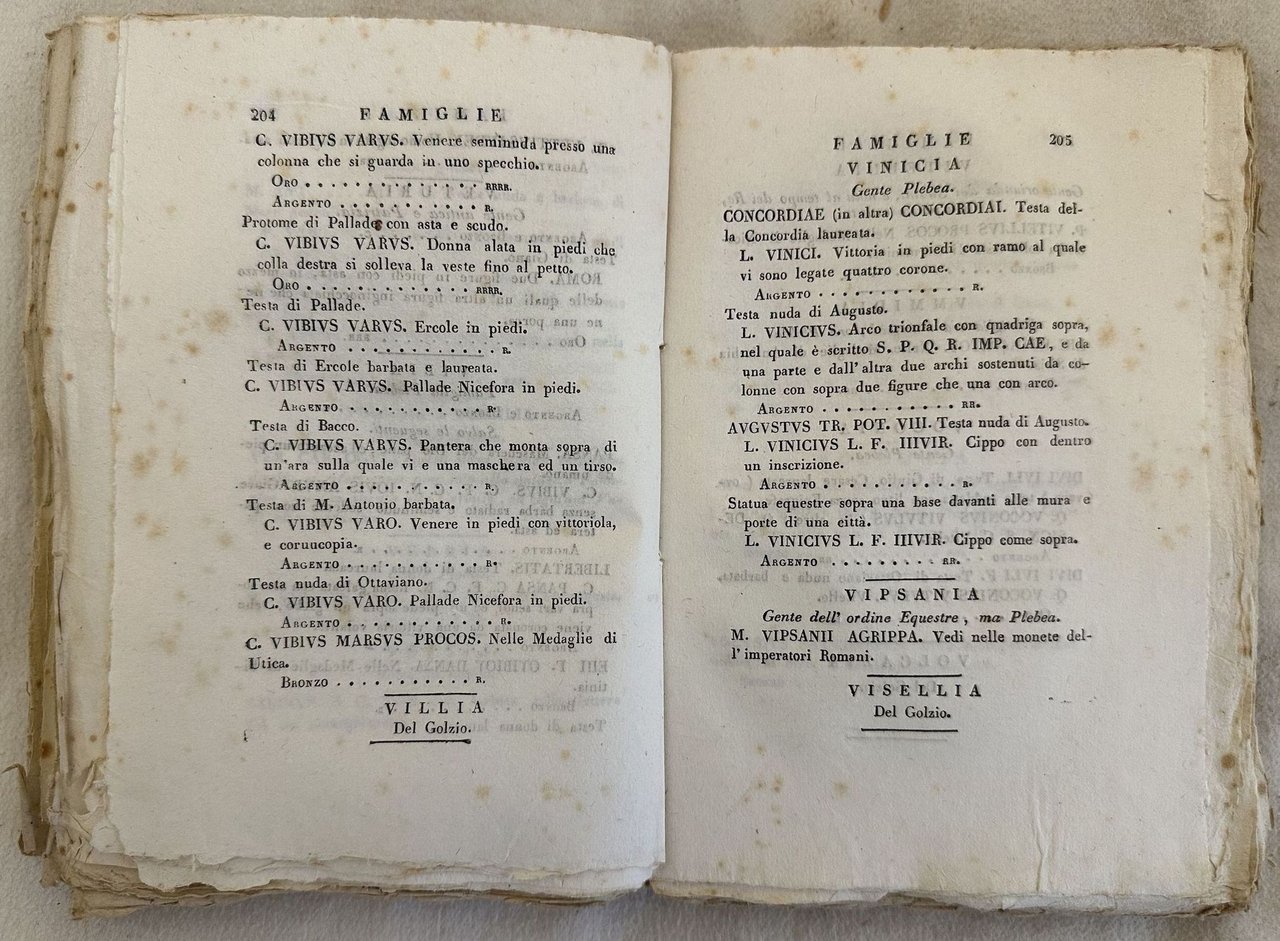 204 FAMIGLIE
C. VIBIVS VARVS. Venere seminuda presso una
colonna che si guarda in uno specchio.
ORO . . . . . . . . . . . . . RRRR.
ARGENTO . . . . . . . . . . . R.
Protome di Pallade con asta e scudo.
C. VIBIVS VARVS. Donna alata in piedi che
colla destra si solleva la veste fino al petto.
ORO . . . . . . . . . . . . . RRRR.
Testa di Pallade.
C. VIBIVS VARVS. Ercole in piedi.
ARGENTO . . . . . . . . . . . . R.
Testa di Ercole barbata e laureata.
C. VIBIVS VARVS. Pallade Nicefora in piedi.
ARGENTO . . . . . . . . . . . R.
Testa di Bacco.
C. VIBIVS VARVS. Pantera che monta sopra di
un'ara sulla quale vi e una maschera ed un tirso.
ARGENTO . . . . . . . . . . . R.
Testa di M. Antonio barbata.
C. VIBIVS VARO. Venere in piedi con vittoriola,
e coruucopia.
ARGENTO . . . . . . . . . . . R.
Testa nuda di Ottaviano.
C. VIBIVS VARO. Pallade Nicefora in piedi.
ARGENTO . . . . . . . . . . . . R.
C. VIBIVS MARSVS PROCOS. Nelle Medaglie di
Utica.
BRONZO . . . . . . . . . . . R.
VILLIA
Del Golzio.
FAMIGLIE 205
VINICIA
Gente Plebea.
CONCORDIAE (in altra) CONCORDIAI. Testa del-
la Concordia laureata.
L. VINICI. Vittoria in piedi con ramo al quale
vi sono legate quattro corone.
ARGENTO . . . . . . . . . . . R.
Testa nuda di Augusto.
L. VINICIVS. Arco trionfale con qnadriga sopra,
nel quale è scritto S. P. Q. R. IMP. CAE, e da
una parte e dall'altra due archi sostenuti da co-
lonne con sopra due figure che una con arco.
ARGENTO . . . . . . . . . . RR.
AVGVSTVS TR. POT. VIII. Testa nuda di Augusto.
L. VINICIVS L. F. IIIVIR. Cippo con dentro
un inscrizione.
ARGENTO . . . . . . . . . . R.
Statua equestre sopra una base davanti alle mura e
porte di una città.
L. VINICIVS L. F. IIIVIR. Cippo come sopra.
ARGENTO . . . . . . . . RR.
VIPSANIA
Gente dell' ordine Equestre, ma Plebea.
M. VIPSANII AGRIPPA. Vedi nelle monete del-
l'imperatori Romani.
VISELLIA
Del Golzio.